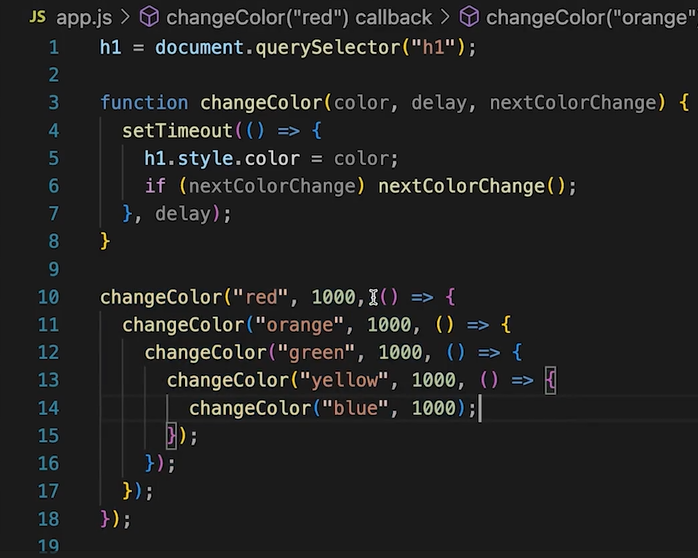 JS app.js > changeColor("red") callback > changeColor("orange"
1 h1 = document.querySelector("h1");
2
3 function changeColor(color, delay, nextColorChange) {
4   setTimeout(() => {
5     h1.style.color = color;
6     if (nextColorChange) nextColorChange();
7   }, delay);
8 }
9
10 changeColor("red", 1000, () => {
11   changeColor("orange", 1000, () => {
12     changeColor("green", 1000, () => {
13       changeColor("yellow", 1000, () => {
14         changeColor("blue", 1000);
15       });
16     });
17   });
18 });
19